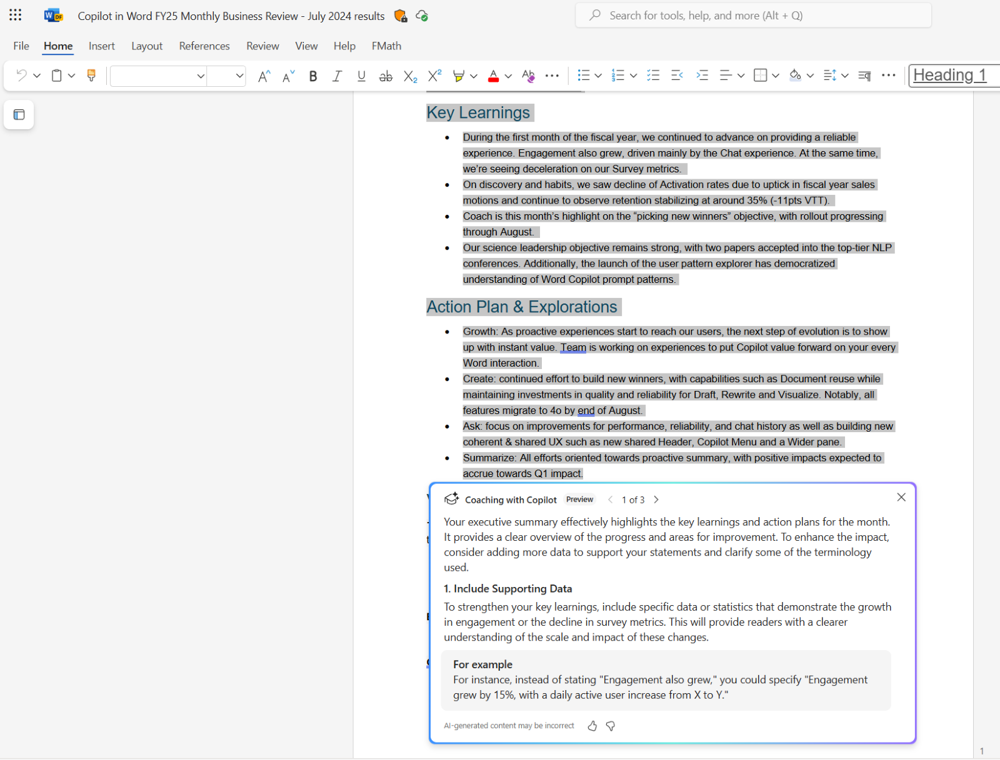 Copilot in Word FY25 Monthly Business Review - July 2024 results
Search for tools, help, and more (Alt + Q)
File Home Insert Layout References Review View Help FMath
Heading 1
Key Learnings
• During the first month of the fiscal year, we continued to advance on providing a reliable
experience. Engagement also grew, driven mainly by the Chat experience. At the same time,
we’re seeing deceleration on our Survey metrics.
• On discovery and habits, we saw decline of Activation rates due to uptick in fiscal year sales
motions and continue to observe retention stabilizing at around 35% (-11pts VTT).
• Coach is this month’s highlight on the “picking new winners” objective, with rollout progressing
through August.
• Our science leadership objective remains strong, with two papers accepted into the top-tier NLP
conferences. Additionally, the launch of the user pattern explorer has democratized
understanding of Word Copilot prompt patterns.
Action Plan & Explorations
• Growth: As proactive experiences start to reach our users, the next step of evolution is to show
up with instant value. Team is working on experiences to put Copilot value forward on your every
Word interaction.
• Create: continued effort to build new winners, with capabilities such as Document reuse while
maintaining investments in quality and reliability for Draft, Rewrite and Visualize. Notably, all
features migrate to 4o by end of August.
• Ask: focus on improvements for performance, reliability, and chat history as well as building new
coherent & shared UX such as new shared Header, Copilot Menu and a Wider pane.
• Summarize: All efforts oriented towards proactive summary, with positive impacts expected to
accrue towards Q1 impact.
Coaching with Copilot Preview 1 of 3
Your executive summary effectively highlights the key learnings and action plans for the month.
It provides a clear overview of the progress and areas for improvement. To enhance the impact,
consider adding more data to support your statements and clarify some of the terminology
used.
1. Include Supporting Data
To strengthen your key learnings, include specific data or statistics that demonstrate the growth
in engagement or the decline in survey metrics. This will provide readers with a clearer
understanding of the scale and impact of these changes.
For example
For instance, instead of stating "Engagement also grew," you could specify "Engagement
grew by 15%, with a daily active user increase from X to Y."
AI-generated content may be incorrect
1